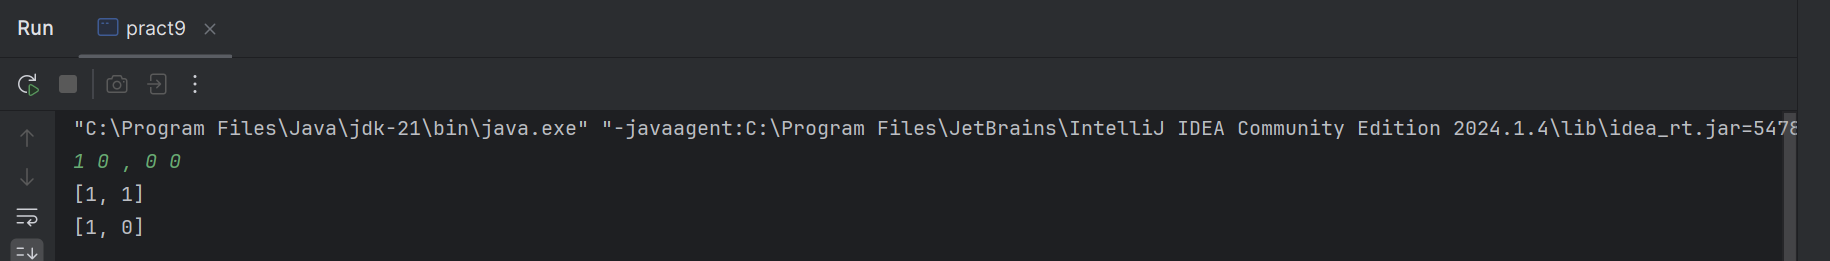 Run pract9
"C:\Program Files\Java\jdk-21\bin\java.exe" "-javaagent:C:\Program Files\JetBrains\IntelliJ IDEA Community Edition 2024.1.4\lib\idea_rt.jar=5478
1 0 , 0 0
[1, 1]
[1, 0]